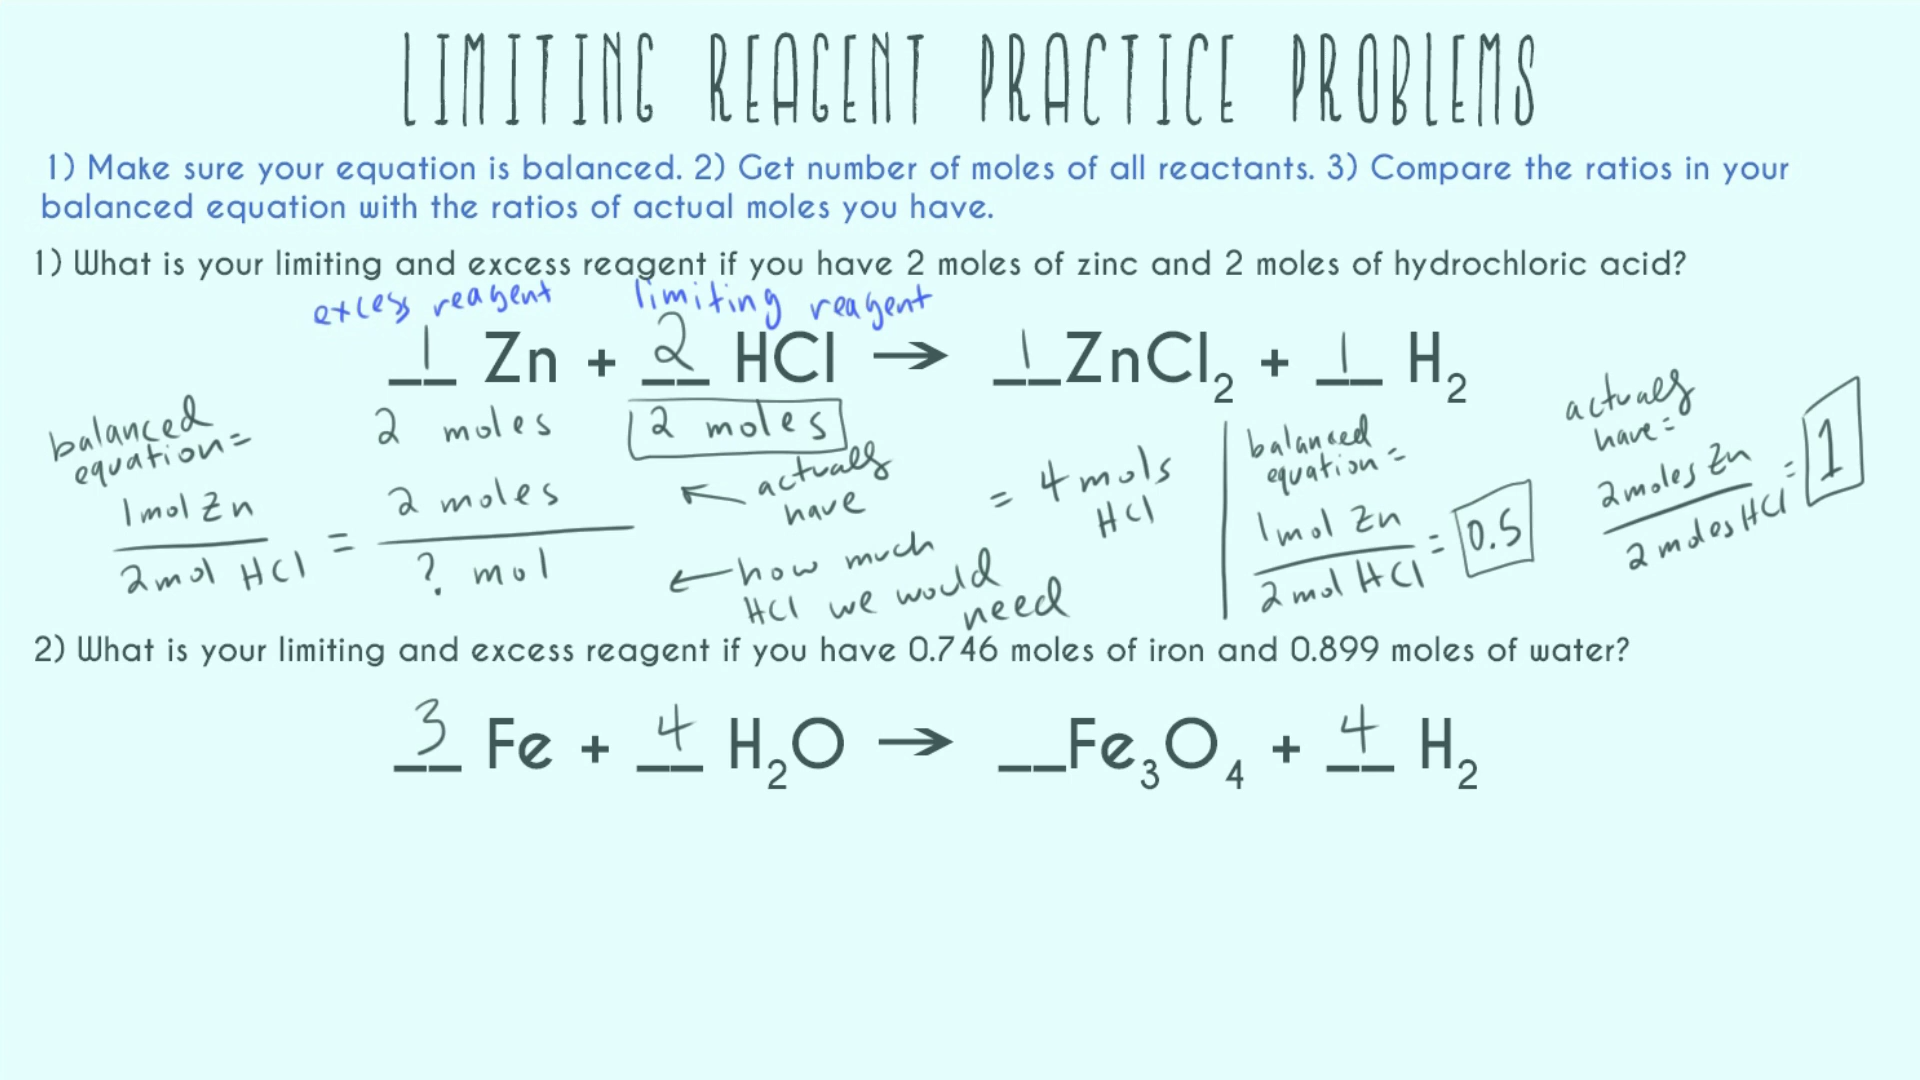 LIMITING REAGENT PRACTICE PROBLEMS
1) Make sure your equation is balanced. 2) Get number of moles of all reactants. 3) Compare the ratios in your
balanced equation with the ratios of actual moles you have.
1) What is your limiting and excess reagent if you have 2 moles of zinc and 2 moles of hydrochloric acid?
excess reagent limiting reagent
1 Zn + 2 HCl → 1 ZnCl₂ + 1 H₂
2 moles 2 moles
balanced
equation=
1 mol Zn
2 mol HCl
=
2 moles
? mol
← actually
have
← how much
HCl we would
need
= 4 mols
HCl
balanced
equation =
1 mol Zn
2 mol HCl
= 0.5
actually
have =
2 moles Zn
2 moles HCl
= 1
2) What is your limiting and excess reagent if you have 0.746 moles of iron and 0.899 moles of water?
3 Fe + 4 H₂O → __Fe₃O₄ + 4 H₂